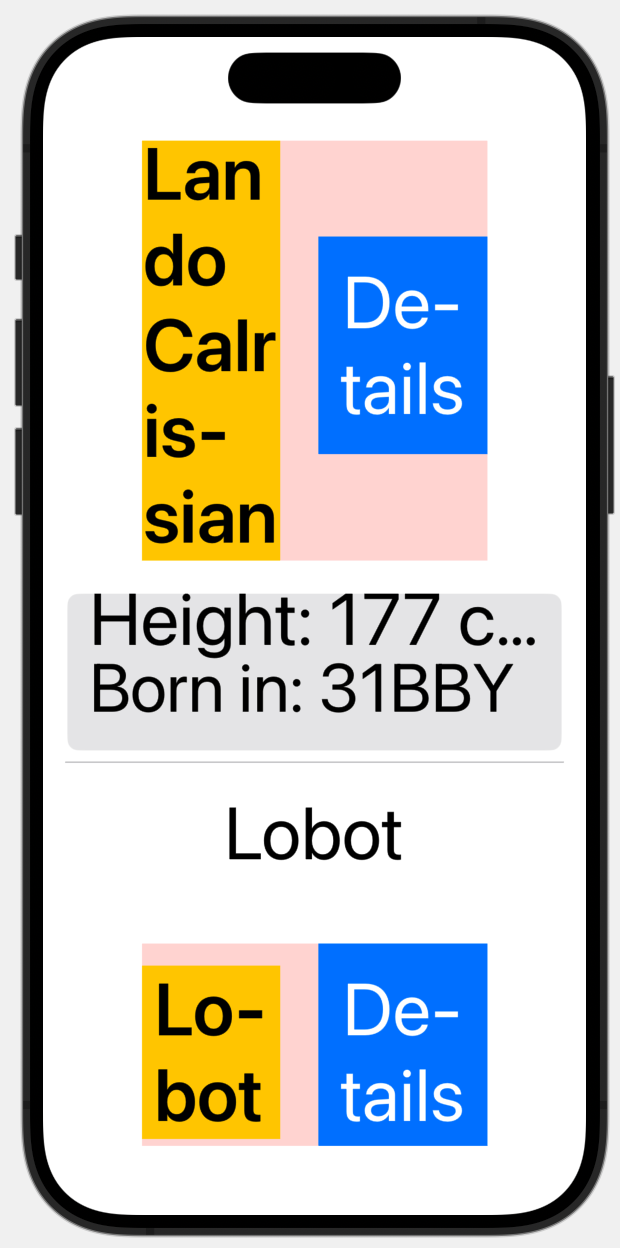 Lan
do
Calr
is-
sian
De-
tails
Height: 177 c...
Born in: 31BBY
Lobot
Lo-
bot
De-
tails